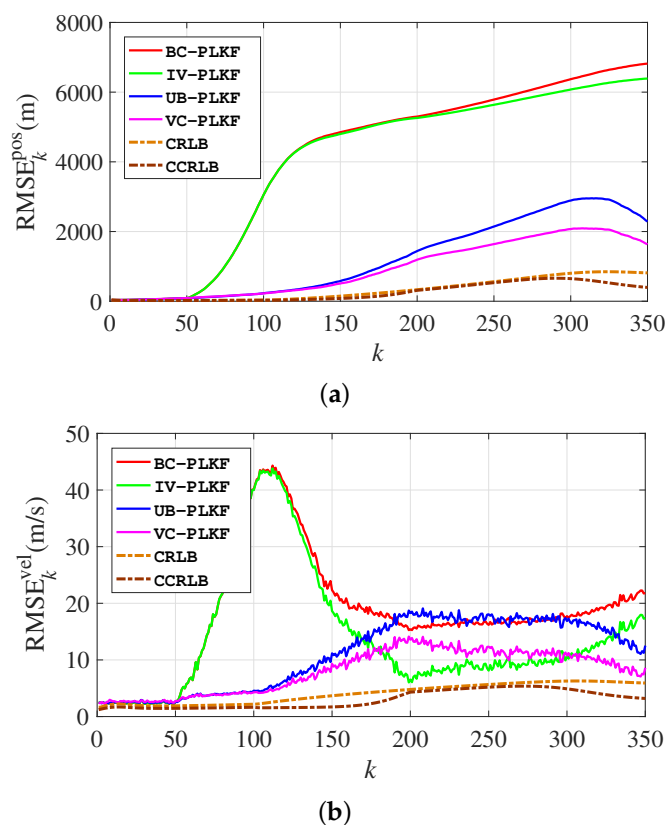 8000
6000
4000
2000
0
RMSE_k^pos(m)
BC-PLKF
IV-PLKF
UB-PLKF
VC-PLKF
CRLB
CCRLB
0 50 100 150 200 250 300 350
k
(a)
50
40
30
20
10
0
RMSE_k^vel(m/s)
BC-PLKF
IV-PLKF
UB-PLKF
VC-PLKF
CRLB
CCRLB
0 50 100 150 200 250 300 350
k
(b)